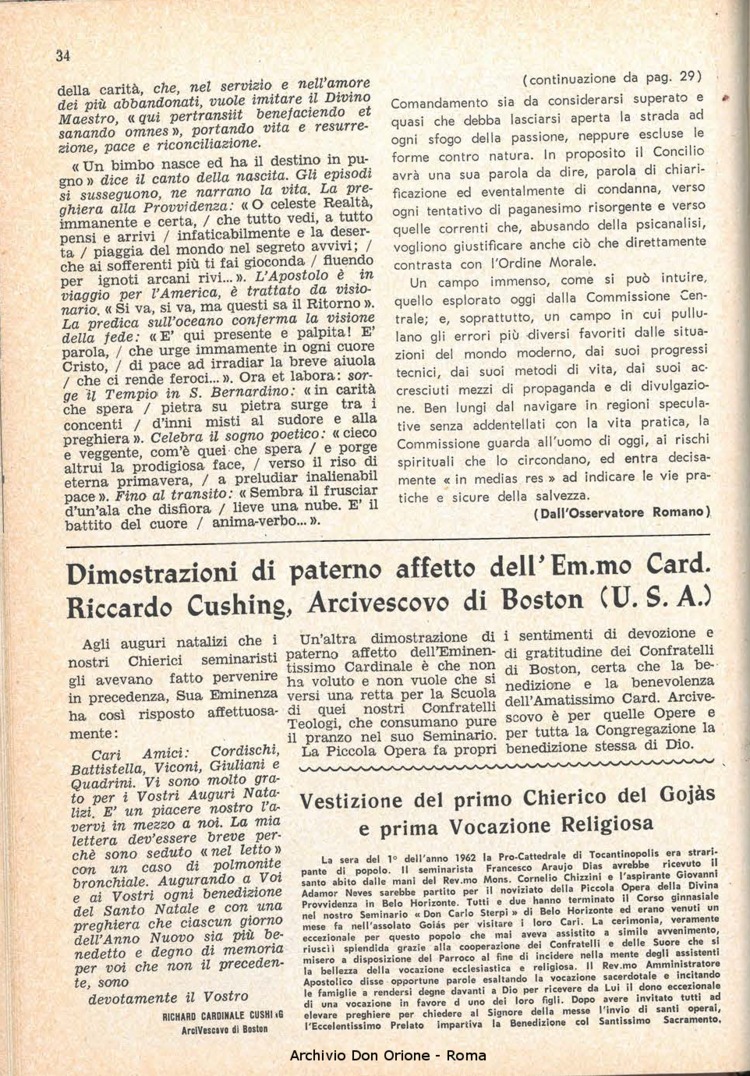 34
della carità, che, nel servizio e nell'amore
dei più abbandonati, vuole imitare il Divino
Maestro, « qui pertransiit benefaciendo et
sanando omnes », portando vita e resurre-
zione, pace e riconciliazione.
« Un bimbo nasce ed ha il destino in pu-
gno » dice il canto della nascita. Gli episodi
si susseguono, ne narrano la vita. La pre-
ghiera alla Provvidenza: « O celeste Realtà,
immanente e certa, / che tutto vedi, a tutto
pensi e arrivi / infaticabilmente e la deser-
ta / piaggia del mondo nel segreto avvivi; /
che ai sofferenti più ti fai gioconda / fluendo
per ignoti arcani rivi... ». L'Apostolo è in
viaggio per l'America, è trattato da visio-
nario. « Si va, si va, ma questi sa il Ritorno ».
La predica sull'oceano conferma la visione
della fede: « E' qui presente e palpita! E'
parola, / che urge immamente in ogni cuore
Cristo, / di pace ad irradiar la breve aiuola
/ che ci rende feroci... ». Ora et labora: sor-
ge il Tempio in S. Bernardino: « in carità
che spera / pietra su pietra surge tra i
concenti / d'inni misti al sudore e alla
preghiera ». Celebra il sogno poetico: « cieco
e veggente, com'è quei che spera / e porge
altrui la prodigiosa face, / verso il riso di
eterna primavera, / a preludiar inalienabil
pace ». Fino al transito: « Sembra il frusciar
d'un'ala che disfiora / lieve una nube. E' il
battito del cuore / anima-verbo... ».
(continuazione da pag. 29)
Comandamento sia da considerarsi superato e
quasi che debba lasciarsi aperta la strada ad
ogni sfogo della passione, neppure escluse le
forme contro natura. In proposito il Concilio
avrà una sua parola da dire, parola di chiari-
ficazione ed eventalmente di condanna, verso
ogni tentativo di paganesimo risorgente e verso
quelle correnti che, abusando della psicanalisi,
vogliono giustificare anche ciò che direttamente
contrasta con l'Ordine Morale.
Un campo immenso, come si può intuire,
quello esplorato oggi dalla Commissione Cen-
trale; e, soprattutto, un campo in cui pullu-
lano gli errori più diversi favoriti dalle situa-
zioni del mondo moderno, dai suoi progressi
tecnici, dai suoi metodi di vita, dai suoi ac-
cresciuti mezzi di propaganda e di divulgazio-
ne. Ben lungi dal navigare in regioni specula-
tive senza addentellati con la vita pratica, la
Commissione guarda all'uomo di oggi, ai rischi
spirituali che lo circondano, ed entra decisa-
mente « in medias res » ad indicare le vie pra-
tiche e sicure della salvezza.
(Dall'Osservatore Romano)
Dimostrazioni di paterno affetto dell'Em.mo Card.
Riccardo Cushing, Arcivescovo di Boston (U. S. A.)
Agli auguri natalizi che i
nostri Chierici seminaristi
gli avevano fatto pervenire
in precedenza, Sua Eminenza
ha così risposto affettuosa-
mente:
Cari Amici: Cordischi,
Battistella, Viconi, Giuliani e
Quadrini. Vi sono molto gra-
to per i Vostri Auguri Nata-
lizi. E' un piacere nostro l'a-
vervi in mezzo a noi. La mia
lettera dev'essere breve per-
chè sono seduto « nel letto »
con un caso di polmonite
bronchiale. Augurando a Voi
e ai Vostri ogni benedizione
del Santo Natale e con una
preghiera che ciascun giorno
dell'Anno Nuovo sia più be-
nedetto e degno di memoria
per voi che non il preceden-
te, sono
devotamente il Vostro
RICHARD CARDINALE CUSHING
ArciVescavo di Boston
Un'altra dimostrazione di
paterno affetto dell'Eminen-
tissimo Cardinale è che non
ha voluto e non vuole che si
versi una retta per la Scuola
di quei nostri Confratelli
Teologi, che consumano pure
il pranzo nel suo Seminario.
La Piccola Opera fa propri
i sentimenti di devozione e
di gratitudine dei Confratelli
di Boston, certa che la be-
nedizione e la benevolenza
dell'Amatissimo Card. Arcive-
scovo è per quelle Opere e
per tutta la Congregazione la
benedizione stessa di Dio.
Vestizione del primo Chierico del Gojàs
e prima Vocazione Religiosa
La sera del 1° dell'anno 1962 la Pro-Cattedrale di Tocantinopolis era strari-
pante di popolo. Il seminarista Francesco Araujo Dias avrebbe ricevuto il
santo abito dalle mani del Rev.mo Mons. Cornelio Chizzini e l'aspirante Giovanni
Adamor Neves sarebbe partito per il noviziato della Piccola Opera della Divina
Provvidenza in Belo Horizonte. Tutti e due hanno terminato il Corso ginnasiale
nel nostro Seminario « Don Carlo Sterpi » di Belo Horizonte ed erano venuti un
mese fa nell'assolato Goiás per visitare i loro Cari. La cerimonia, veramente
eccezionale per questo popolo che mai aveva assistito a simile avvenimento,
riuscii splendida grazie alla cooperazione dei Confratelli e delle Suore che si
misero a disposizione del Parroco al fine di incidere nella mente degli assistenti
la bellezza della vocazione ecclesiastica e religiosa. Il Rev.mo Amministratore
Apostolico disse opportune parole esaltando la vocazione sacerdotale e incitando
le famiglie a rendersi degne davanti a Dio per ricevere da Lui il dono eccezionale
di una vocazione in favore d uno dei loro figli. Dopo avere invitato tutti ad
elevare preghiere per chiedere al Signore della messe l'invio di santi operai,
l'Eccelentissimo Prelato impartiva la Benedizione col Santissimo Sacramento.
Archivio Don Orione - Roma